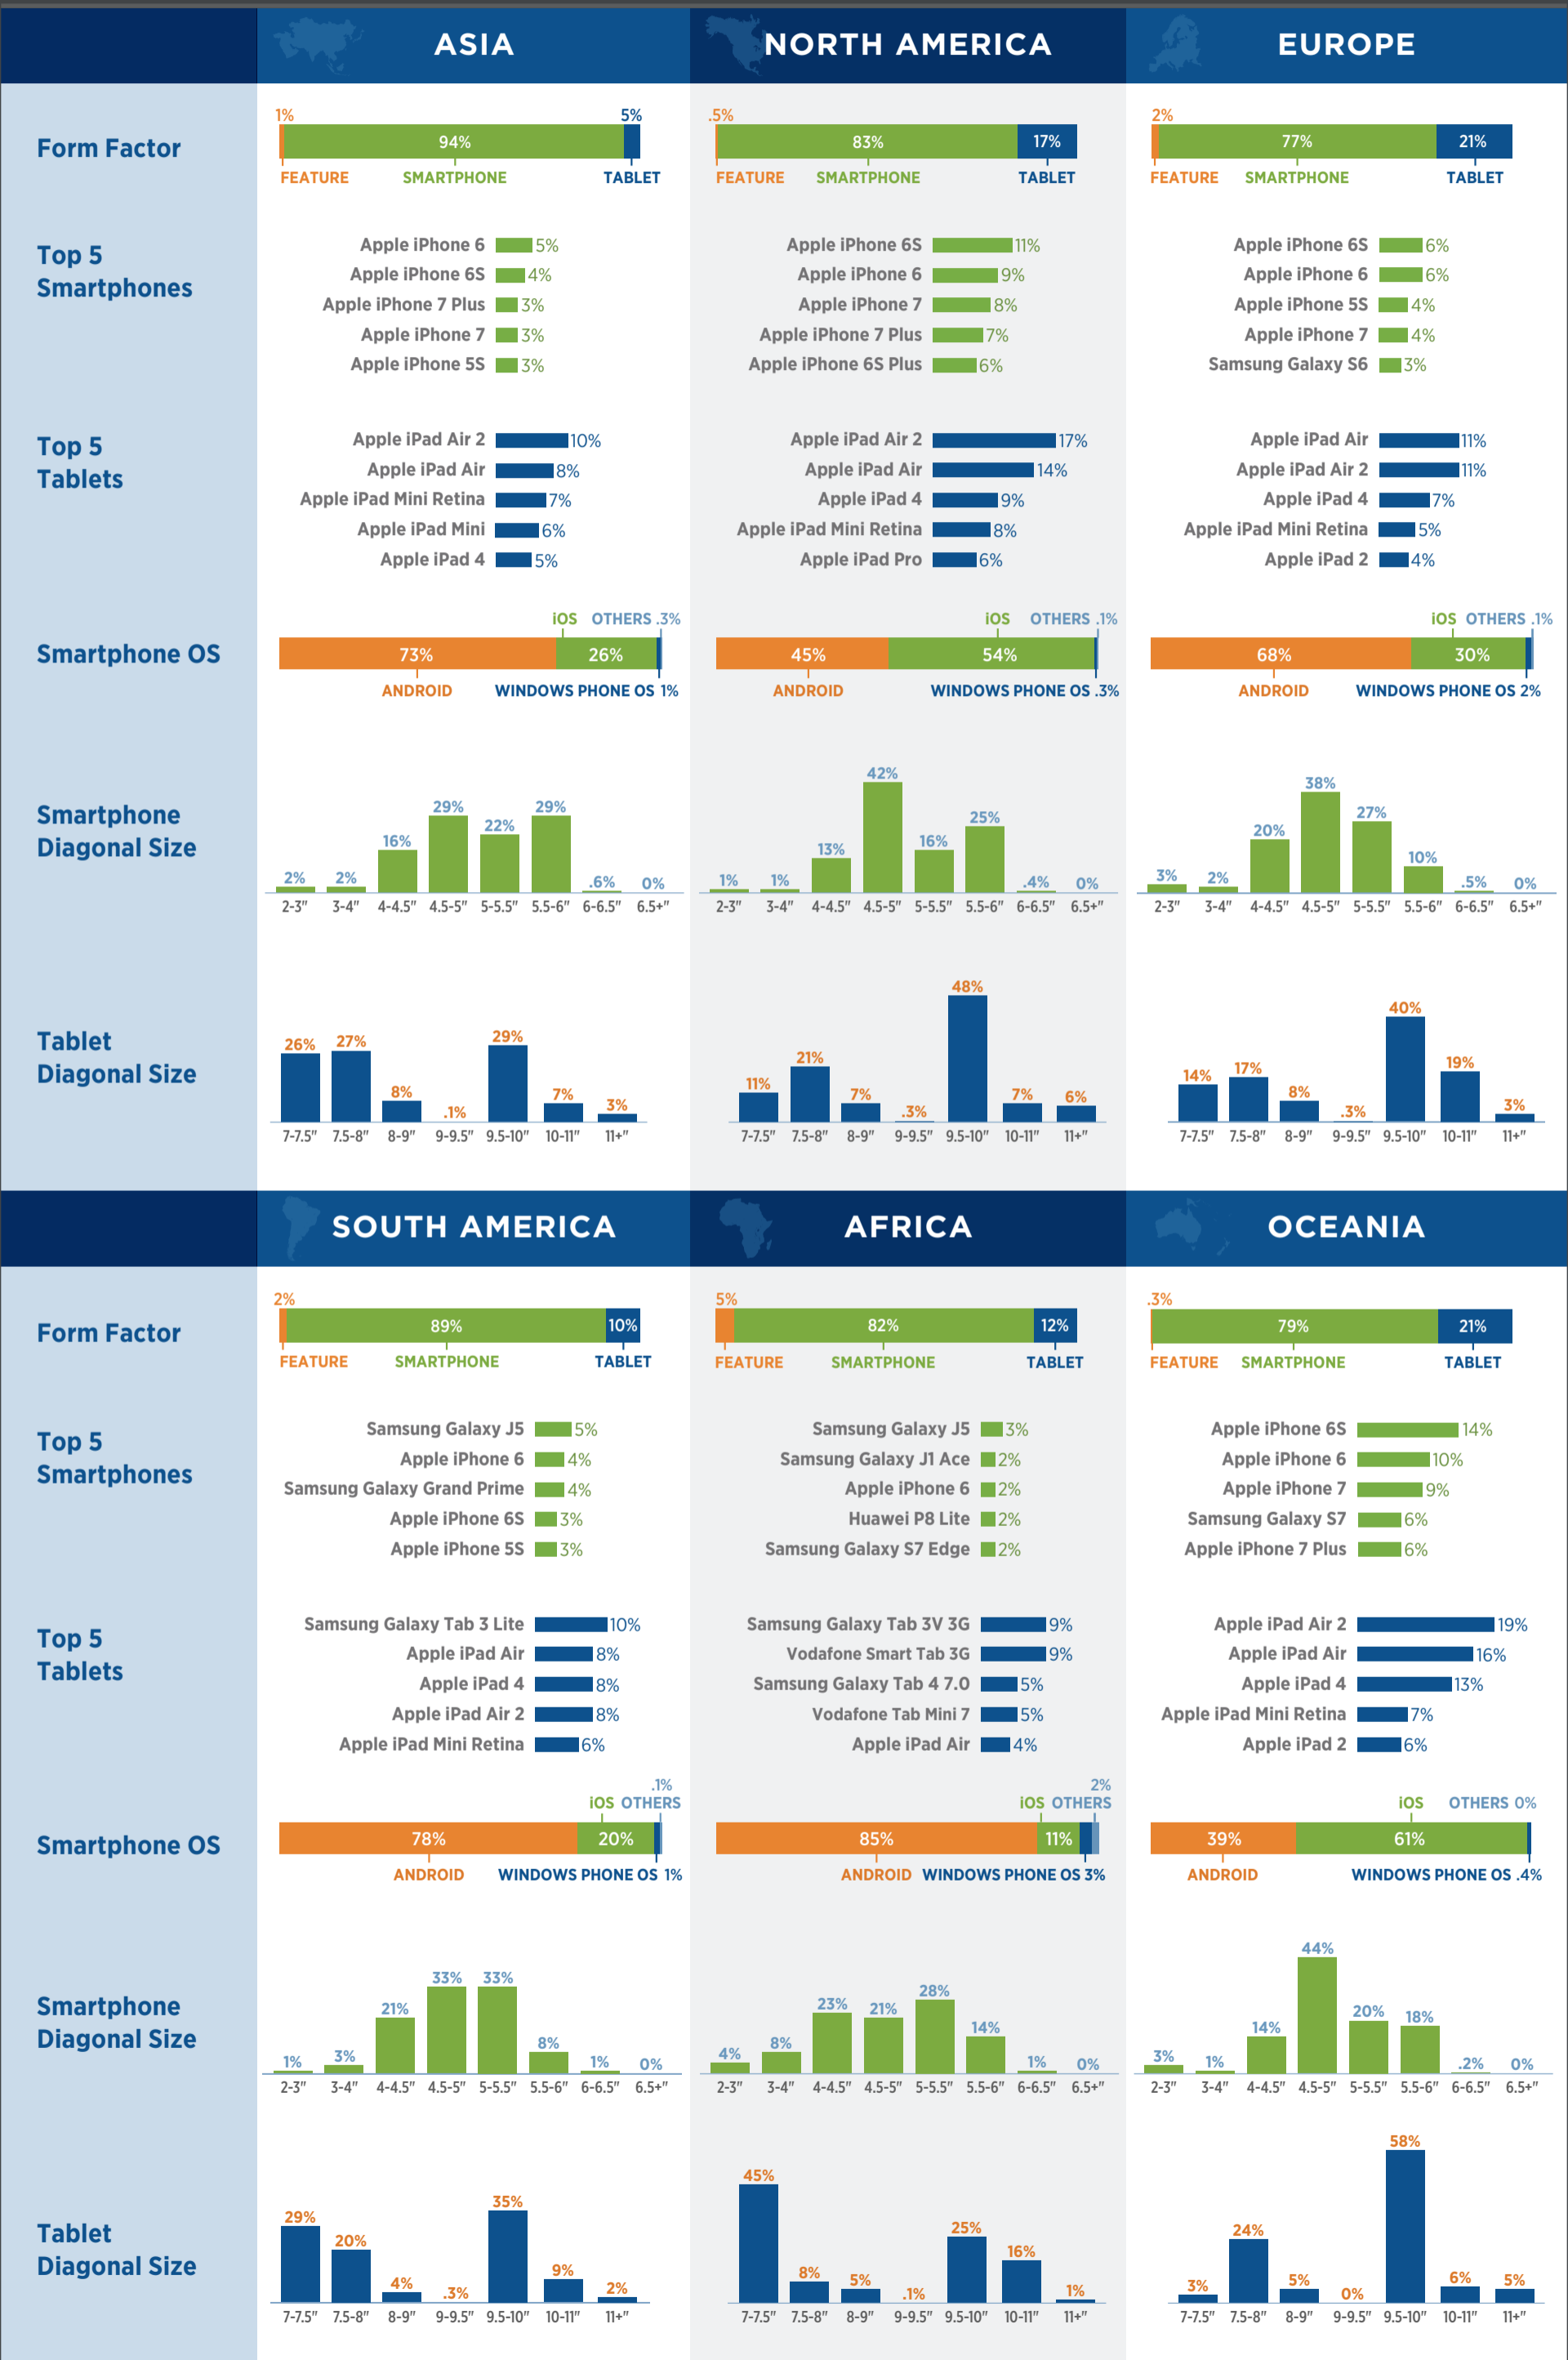 ASIA
NORTH AMERICA
EUROPE
Form Factor
1%
5%
94%
FEATURE SMARTPHONE TABLET
.5%
83%
17%
FEATURE SMARTPHONE TABLET
2%
77%
21%
FEATURE SMARTPHONE TABLET
Top 5
Smartphones
Apple iPhone 6 5%
Apple iPhone 6S 4%
Apple iPhone 7 Plus 3%
Apple iPhone 7 3%
Apple iPhone 5S 3%
Apple iPhone 6S 11%
Apple iPhone 6 9%
Apple iPhone 7 8%
Apple iPhone 7 Plus 7%
Apple iPhone 6S Plus 6%
Apple iPhone 6S 6%
Apple iPhone 6 6%
Apple iPhone 5S 4%
Apple iPhone 7 4%
Samsung Galaxy S6 3%
Top 5
Tablets
Apple iPad Air 2 10%
Apple iPad Air 8%
Apple iPad Mini Retina 7%
Apple iPad Mini 6%
Apple iPad 4 5%
Apple iPad Air 2 17%
Apple iPad Air 14%
Apple iPad 4 9%
Apple iPad Mini Retina 8%
Apple iPad Pro 6%
Apple iPad Air 11%
Apple iPad Air 2 11%
Apple iPad 4 7%
Apple iPad Mini Retina 5%
Apple iPad 2 4%
Smartphone OS
iOS OTHERS .3%
73% 26%
ANDROID WINDOWS PHONE OS 1%
iOS OTHERS .1%
45% 54%
ANDROID WINDOWS PHONE OS .3%
iOS OTHERS .1%
68% 30%
ANDROID WINDOWS PHONE OS 2%
Smartphone
Diagonal Size
2% 2% 16% 29% 22% 29% .6% 0%
2-3" 3-4" 4-4.5" 4.5-5" 5-5.5" 5.5-6" 6-6.5" 6.5+"
1% 1% 13% 42% 16% 25% .4% 0%
2-3" 3-4" 4-4.5" 4.5-5" 5-5.5" 5.5-6" 6-6.5" 6.5+"
3% 2% 20% 38% 27% 10% .5% 0%
2-3" 3-4" 4-4.5" 4.5-5" 5-5.5" 5.5-6" 6-6.5" 6.5+"
Tablet
Diagonal Size
26% 27% 8% .1% 29% 7% 3%
7-7.5" 7.5-8" 8-9" 9-9.5" 9.5-10" 10-11" 11+"
11% 21% 7% .3% 48% 7% 6%
7-7.5" 7.5-8" 8-9" 9-9.5" 9.5-10" 10-11" 11+"
14% 17% 8% .3% 40% 19% 3%
7-7.5" 7.5-8" 8-9" 9-9.5" 9.5-10" 10-11" 11+"
SOUTH AMERICA
AFRICA
OCEANIA
Form Factor
2%
89% 10%
FEATURE SMARTPHONE TABLET
5%
82% 12%
FEATURE SMARTPHONE TABLET
.3%
79% 21%
FEATURE SMARTPHONE TABLET
Top 5
Smartphones
Samsung Galaxy J5 5%
Apple iPhone 6 4%
Samsung Galaxy Grand Prime 4%
Apple iPhone 6S 3%
Apple iPhone 5S 3%
Samsung Galaxy J5 3%
Samsung Galaxy J1 Ace 2%
Apple iPhone 6 2%
Huawei P8 Lite 2%
Samsung Galaxy S7 Edge 2%
Apple iPhone 6S 14%
Apple iPhone 6 10%
Apple iPhone 7 9%
Samsung Galaxy S7 6%
Apple iPhone 7 Plus 6%
Top 5
Tablets
Samsung Galaxy Tab 3 Lite 10%
Apple iPad Air 8%
Apple iPad 4 8%
Apple iPad Air 2 8%
Apple iPad Mini Retina 6%
Samsung Galaxy Tab 3V 3G 9%
Vodafone Smart Tab 3G 9%
Samsung Galaxy Tab 4 7.0 5%
Vodafone Tab Mini 7 5%
Apple iPad Air 4%
Apple iPad Air 2 19%
Apple iPad Air 16%
Apple iPad 4 13%
Apple iPad Mini Retina 7%
Apple iPad 2 6%
Smartphone OS
.1%
iOS OTHERS
78% 20%
ANDROID WINDOWS PHONE OS 1%
2%
iOS OTHERS
85% 11%
ANDROID WINDOWS PHONE OS 3%
iOS OTHERS 0%
39% 61%
ANDROID WINDOWS PHONE OS .4%
Smartphone
Diagonal Size
1% 3% 21% 33% 33% 8% 1% 0%
2-3" 3-4" 4-4.5" 4.5-5" 5-5.5" 5.5-6" 6-6.5" 6.5+"
4% 8% 23% 21% 28% 14% 1% 0%
2-3" 3-4" 4-4.5" 4.5-5" 5-5.5" 5.5-6" 6-6.5" 6.5+"
3% 1% 14% 44% 20% 18% .2% 0%
2-3" 3-4" 4-4.5" 4.5-5" 5-5.5" 5.5-6" 6-6.5" 6.5+"
Tablet
Diagonal Size
29% 20% 4% .3% 35% 9% 2%
7-7.5" 7.5-8" 8-9" 9-9.5" 9.5-10" 10-11" 11+"
45% 8% 5% .1% 25% 16% 1%
7-7.5" 7.5-8" 8-9" 9-9.5" 9.5-10" 10-11" 11+"
3% 24% 5% 0% 58% 6% 5%
7-7.5" 7.5-8" 8-9" 9-9.5" 9.5-10" 10-11" 11+"